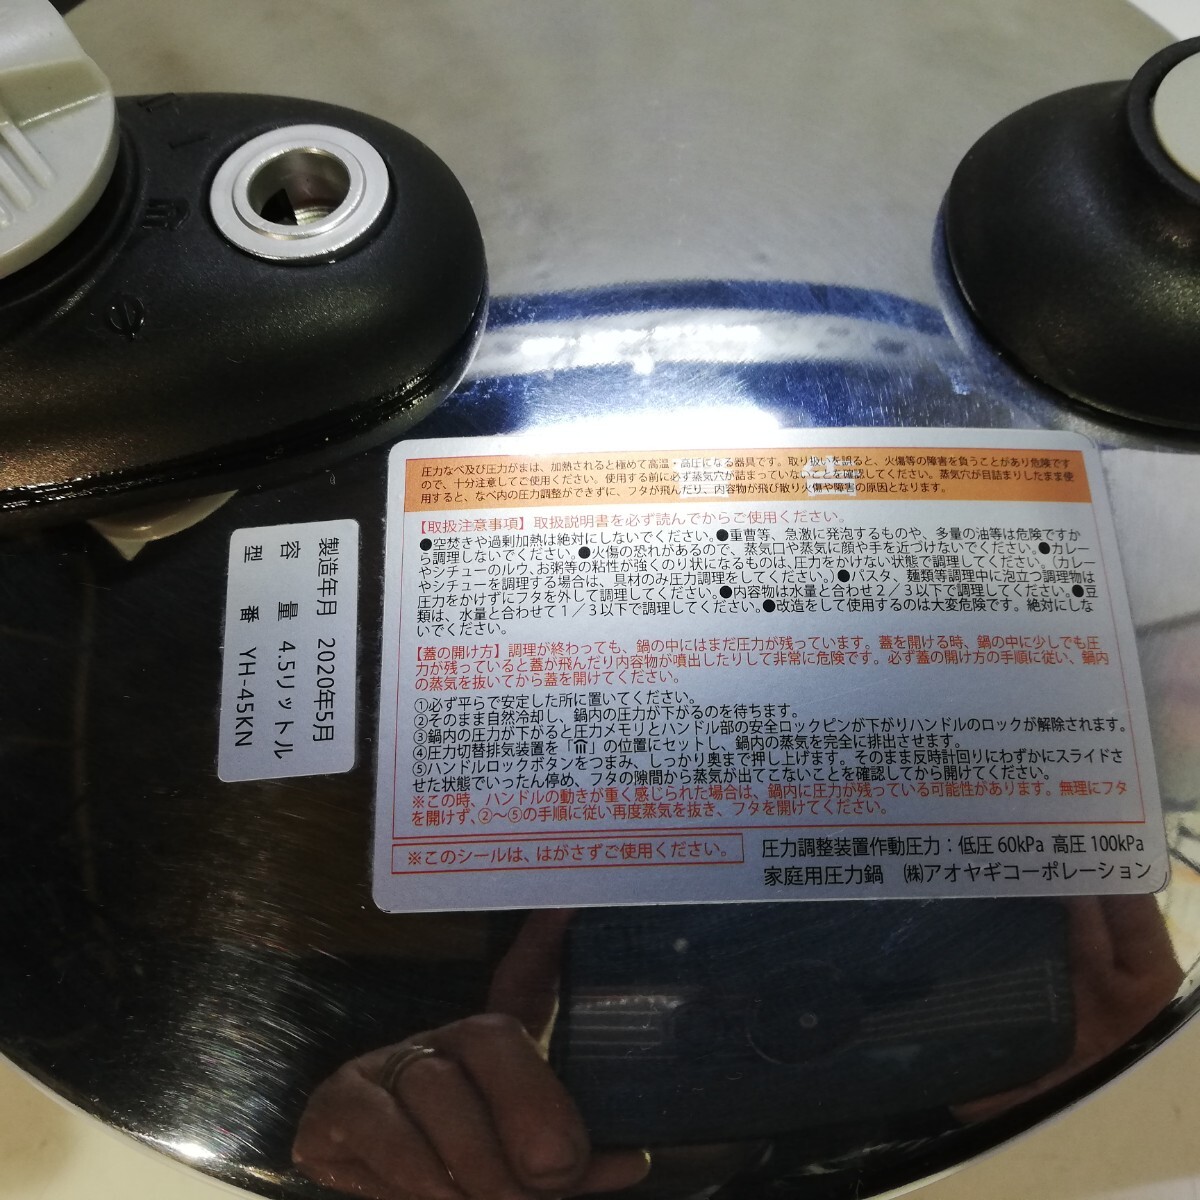 圧力なべ及び圧力がまは、加熱されると極めて高温・高圧になる器具です。取り扱いを誤ると、火傷等の障害を負うことがあり危険です
ので、十分注意してご使用ください。使用する前に必ず蒸気穴が詰まっていないことを確認してください。蒸気穴が目詰まりしたまま使
用すると、なべ内の圧力調整ができずに、フタが飛んだり、内容物が飛び散り火傷や障害の原因となります。
【取扱注意事項】取扱説明書を必ず読んでからご使用ください。
●空焚きや過剰加熱は絶対にしないでください。●重曹等、急激に発泡するものや、多量の油等は危険ですか
ら調理しないでください。●火傷の恐れがあるので、蒸気口や蒸気に顔や手を近づけないでください。●カレー
やシチューのルウ、お粥等の粘性が強くのり状になるものは、圧力をかけない状態で調理してください。（カレー
やシチューを調理する場合は、具材のみ圧力調理をしてください。）●パスタ、麺類等調理中に泡立つ調理物は
圧力をかけずにフタを外して調理してください。●内容物は水量と合わせ２／３以下で調理してください。●豆
類は、水量と合わせて１／３以下で調理してください。●改造をして使用するのは大変危険です。絶対にしな
いでください。
【蓋の開け方】調理が終わっても、鍋の中にはまだ圧力が残っています。蓋を開ける時、鍋の中に少しでも圧
力が残っていると蓋が飛んだり内容物が噴出したりして非常に危険です。必ず蓋の開け方の手順に従い、鍋内
の蒸気を抜いてから蓋を開けてください。
①必ず平らで安定した所に置いてください。
②そのまま自然冷却し、鍋内の圧力が下がるのを待ちます。
③鍋内の圧力が下がると圧力メモリとハンドル部の安全ロックピンが下がりハンドルのロックが解除されます。
④圧力切替排気装置を「」の位置にセットし、鍋内の蒸気を完全に排出させます。
⑤ハンドルロックボタンをつまみ、しっかり奥まで押し上げます。そのまま反時計回りにわずかにスライドさ
せた状態でいったん停め、フタの隙間から蒸気が出てこないことを確認してから開けてください。
※この時、ハンドルの動きが重く感じられた場合は、鍋内に圧力が残っている可能性があります。無理にフタ
を開けず、②〜⑤の手順に従い再度蒸気を抜き、フタを開けてください。
※このシールは、はがさずご使用ください。
圧力調整装置作動圧力：低圧 60kPa 高圧 100kPa
家庭用圧力鍋 ㈱アオヤギコーポレーション
製造年月 2020年5月
容量 4.5リットル
型番 YH-45KN